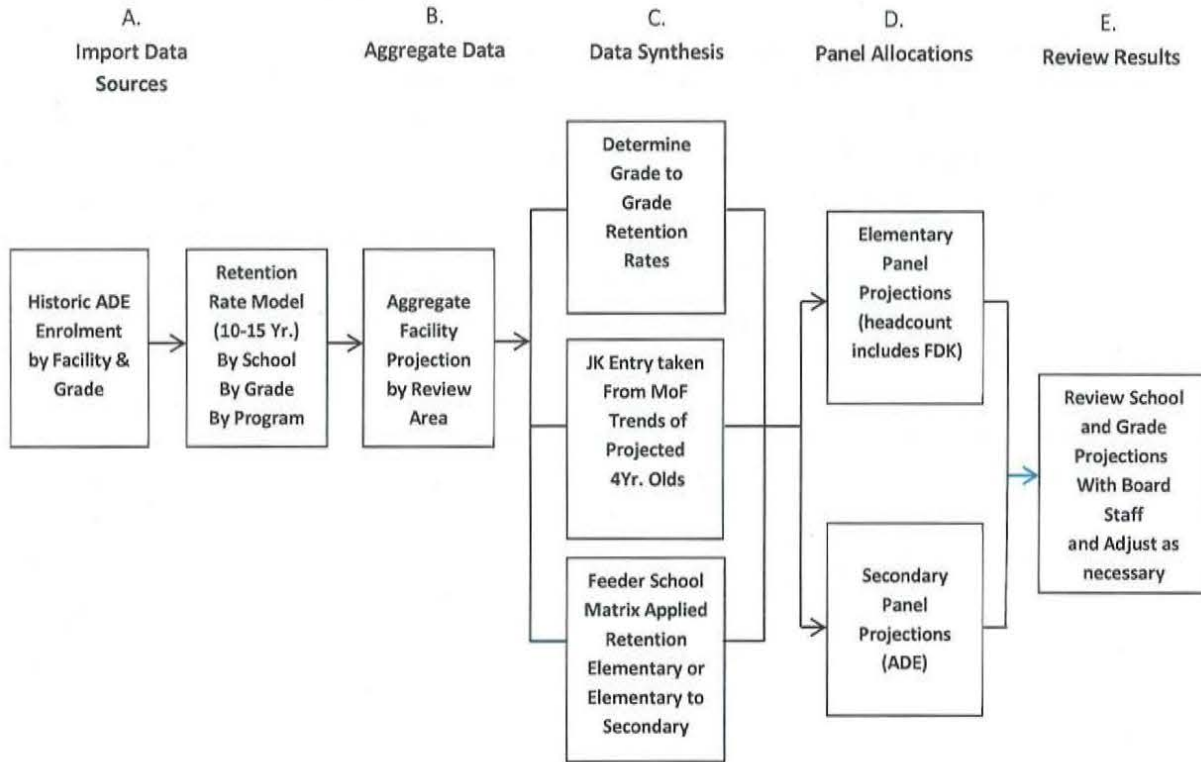 A.
Import Data
Sources
B.
Aggregate Data
C.
Data Synthesis
D.
Panel Allocations
E.
Review Results
Historic ADE
Enrolment
by Facility &
Grade
Retention
Rate Model
(10-15 Yr.)
By School
By Grade
By Program
Aggregate
Facility
Projection
by Review
Area
Determine
Grade to
Grade
Retention
Rates
JK Entry taken
From MoF
Trends of
Projected
4Yr. Olds
Feeder School
Matrix Applied
Retention
Elementary or
Elementary to
Secondary
Elementary
Panel
Projections
(headcount
includes FDK)
Secondary
Panel
Projections
(ADE)
Review School
and Grade
Projections
With Board
Staff
and Adjust as
necessary